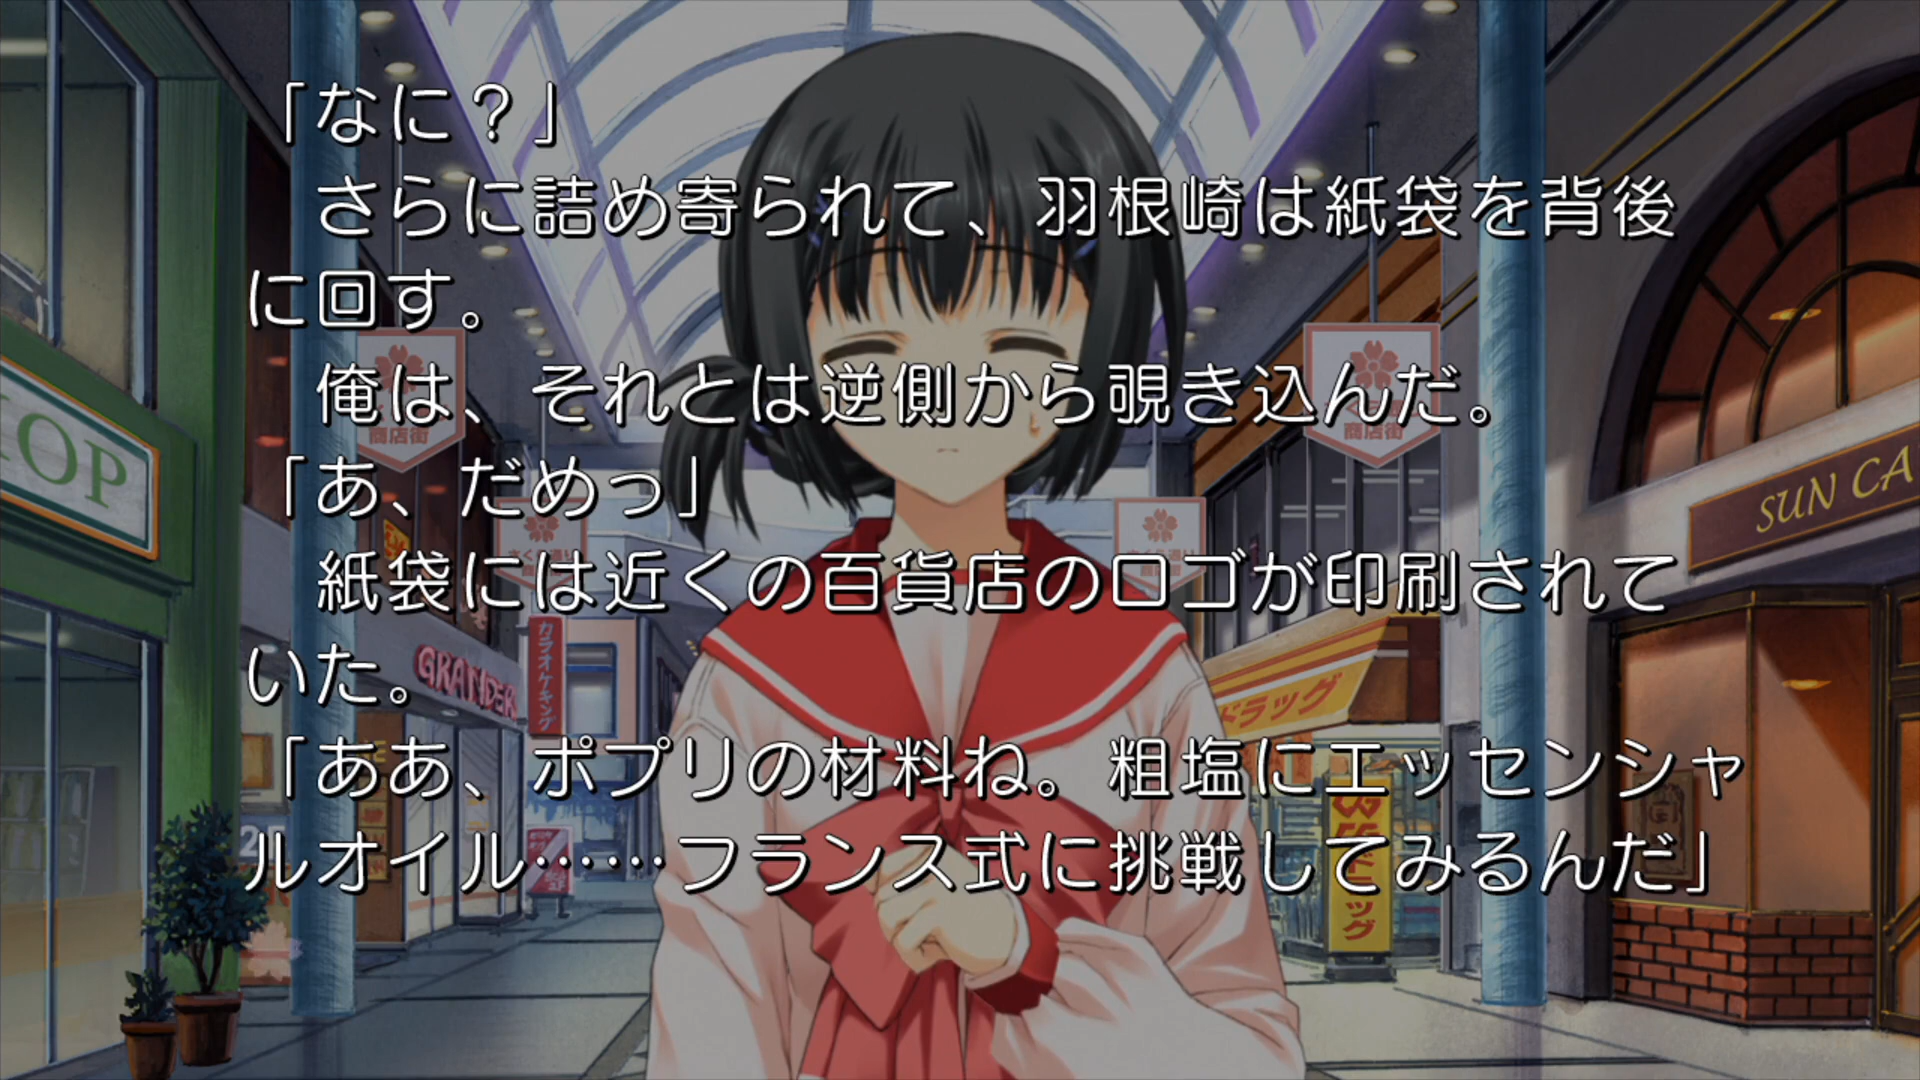 「なに？」
さらに詰め寄られて、羽根崎は紙袋を背後
に回す。
俺は、それとは逆側から覗き込んだ。
「あ、だめっ」
紙袋には近くの百貨店のロゴが印刷されて
いた。
「ああ、ポプリの材料ね。粗塩にエッセンシャ
ルオイル……フランス式に挑戦してみるんだ」
HOP
商店街
商店街
SUN CA
GRANDER
カラオケキング
ドラッグ